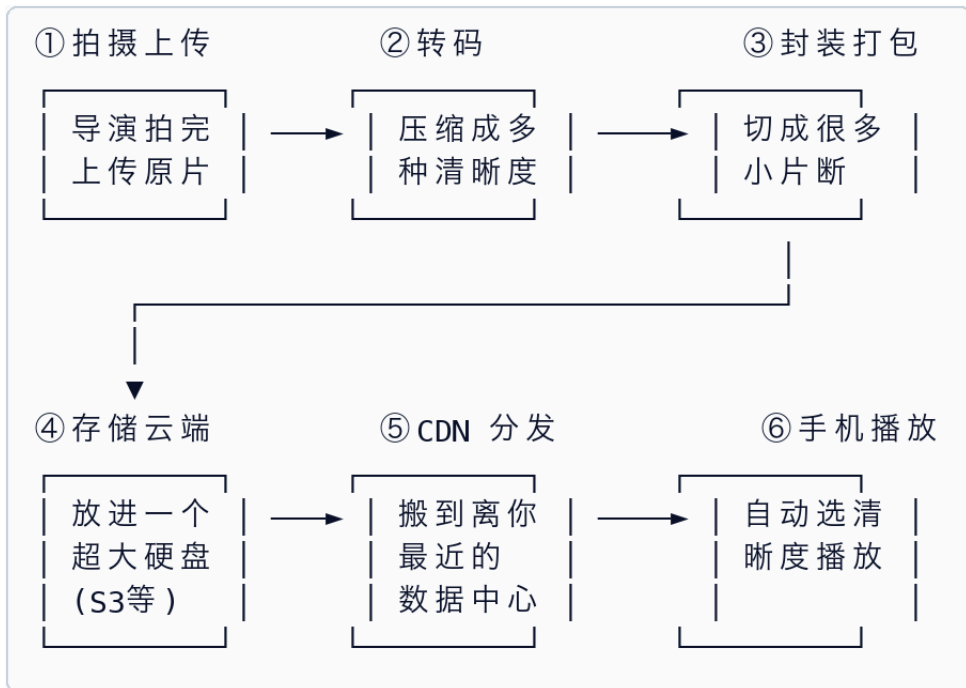 ①拍摄上传 ②转码 ③封装打包
导演拍完 压缩成多 切成很多
上传原片 种清晰度 小片断
④存储云端 ⑤CDN 分发 ⑥手机播放
放进一个 搬到离你 自动选清
超大硬盘 最近的 晰度播放
(S3等) 数据中心